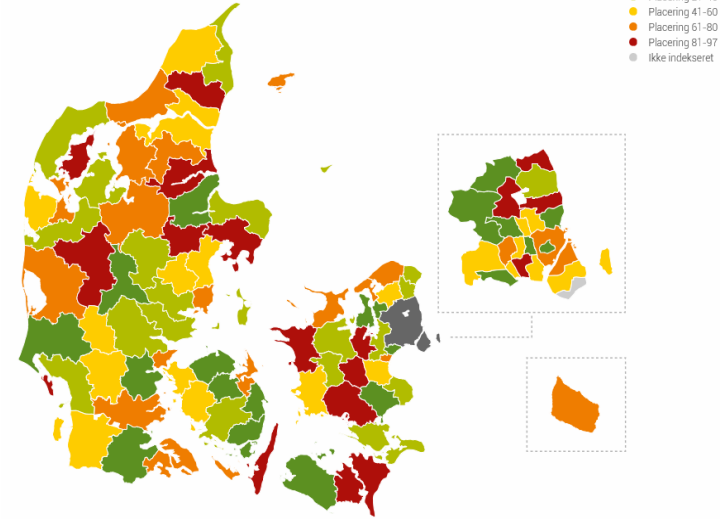 Placering 41-60
Placering 61-80
Placering 81-97
Ikke indekseret